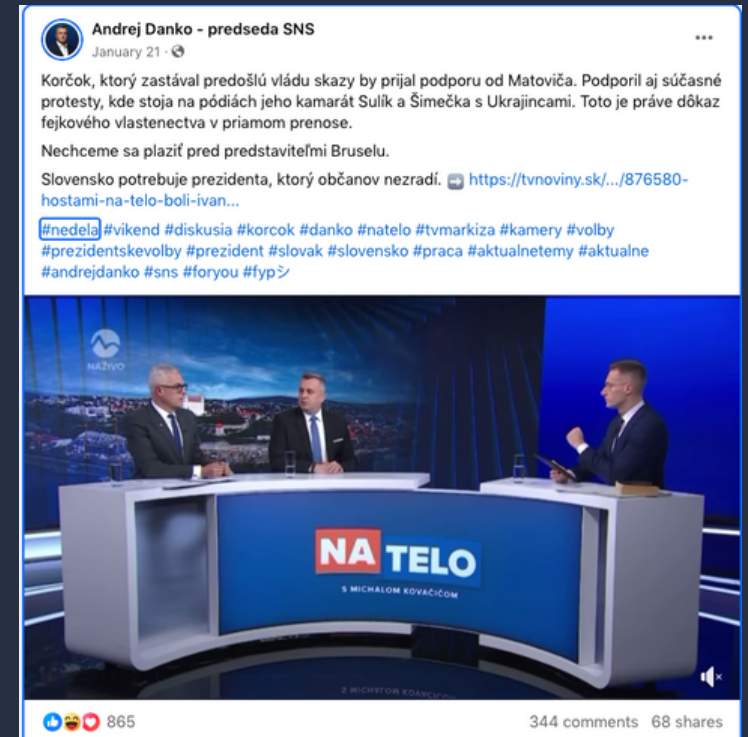 Andrej Danko - predseda SNS
January 21 ·
Korčok, ktorý zastával predošlú vládu skazy by prijal podporu od Matoviča. Podporil aj súčasné
protesty, kde stoja na pódiách jeho kamarát Sulík a Šimečka s Ukrajincami. Toto je práve dôkaz
fejkového vlastenectva v priamom prenose.
Nechceme sa plaziť pred predstaviteľmi Bruselu.
Slovensko potrebuje prezidenta, ktorý občanov nezradí. ➡️ https://tvnoviny.sk/.../876580-
hostami-na-telo-boli-ivan...
#nedela #vikend #diskusia #korcok #danko #natelo #tvmarkiza #kamery #volby
#prezidentskevolby #prezident #slovak #slovensko #praca #aktualnetemy #aktualne
#andrejdanko #sns #foryou #fypシ
NAŽIVO
NA TELO
S MICHALOM KOVAČIČOM
865
344 comments 68 shares